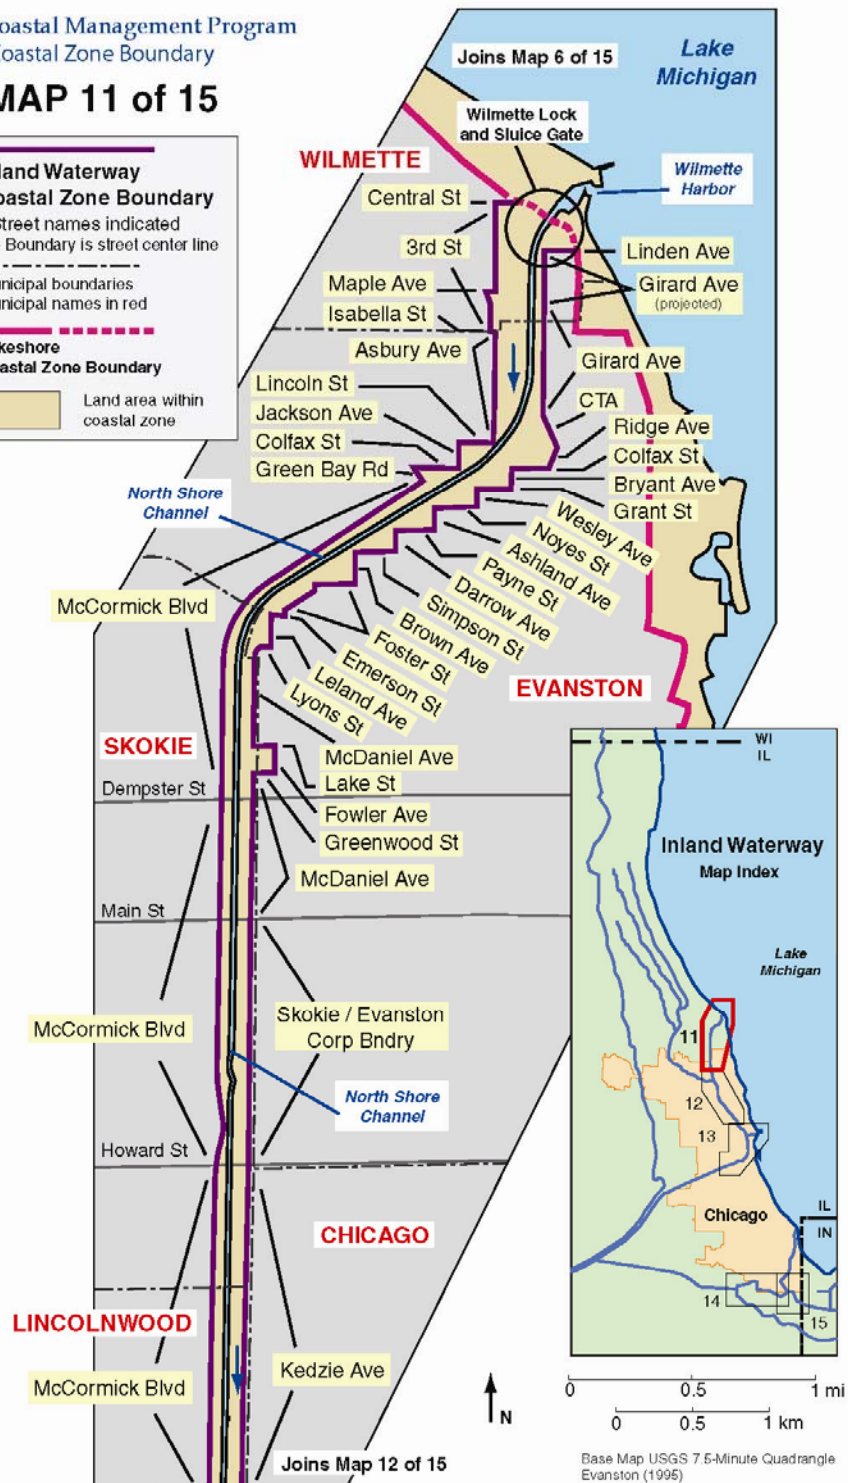 oastal Management Program
oastal Zone Boundary
MAP 11 of 15
land Waterway
oastal Zone Boundary
Street names indicated
Boundary is street center line
nicipal boundaries
nicipal names in red
keshore
astal Zone Boundary
Land area within
coastal zone
Joins Map 6 of 15
Lake
Michigan
Wilmette Lock
and Sluice Gate
WILMETTE
Wilmette
Harbor
Central St
3rd St
Linden Ave
Maple Ave
Girard Ave
(projected)
Isabella St
Asbury Ave
Girard Ave
Lincoln St
CTA
Jackson Ave
Ridge Ave
Colfax St
Colfax St
Green Bay Rd
Bryant Ave
Grant St
North Shore
Channel
Wesley Ave
Noyes St
Ashland Ave
Payne St
Darrow Ave
Simpson St
Brown Ave
Foster St
Emerson St
Leland Ave
Lyons St
McCormick Blvd
EVANSTON
SKOKIE
McDaniel Ave
Lake St
Dempster St
Fowler Ave
Greenwood St
McDaniel Ave
Main St
McCormick Blvd
Skokie / Evanston
Corp Bndry
North Shore
Channel
Howard St
CHICAGO
LINCOLNWOOD
McCormick Blvd
Kedzie Ave
Joins Map 12 of 15
N
WI
IL
Inland Waterway
Map Index
Lake
Michigan
11
12
13
Chicago
IL
IN
14
15
0 0.5 1 mi
0 0.5 1 km
Base Map USGS 7.5-Minute Quadrangle
Evanston (1995)